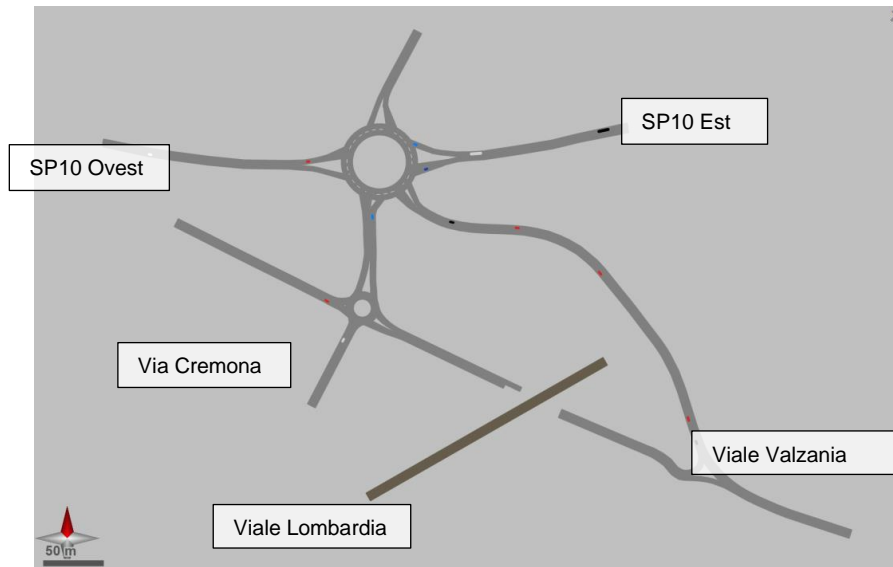 SP10 Est
SP10 Ovest
Via Cremona
Viale Valzania
Viale Lombardia
50 m